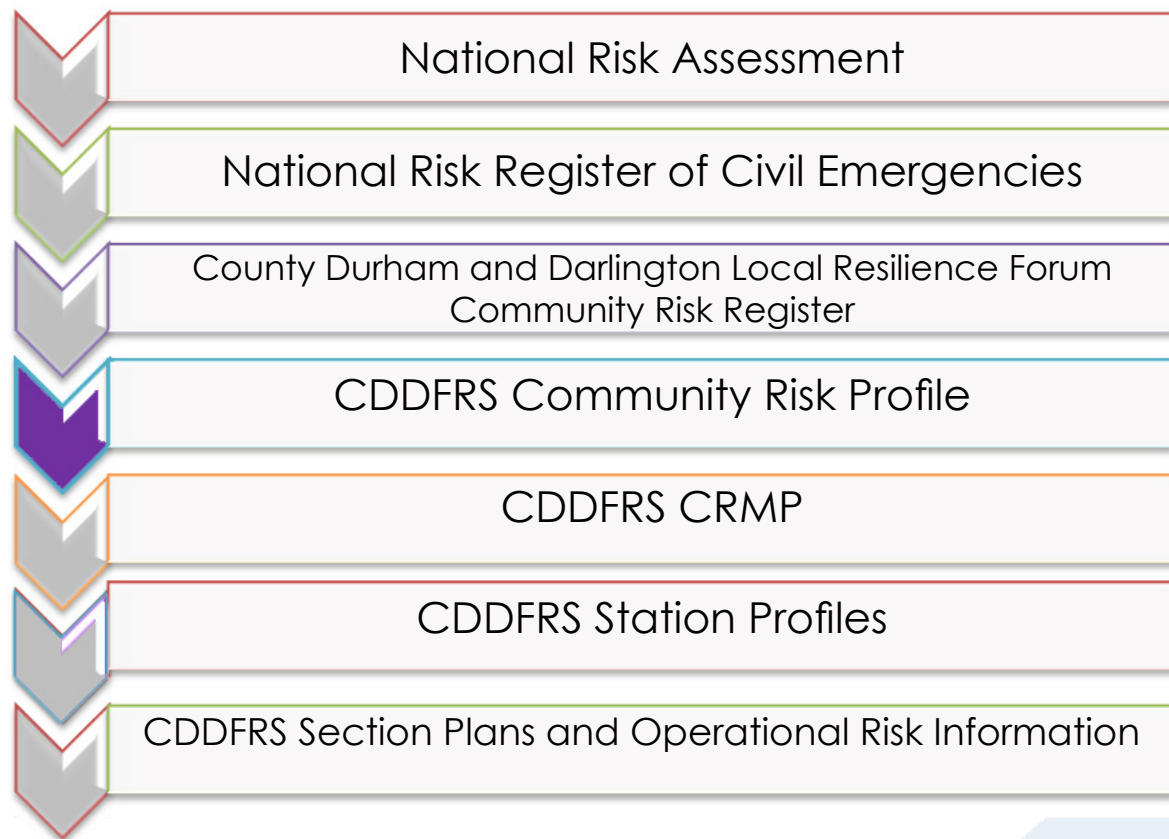 National Risk Assessment
National Risk Register of Civil Emergencies
County Durham and Darlington Local Resilience Forum
Community Risk Register
CDDFRS Community Risk Profile
CDDFRS CRMP
CDDFRS Station Profiles
CDDFRS Section Plans and Operational Risk Information